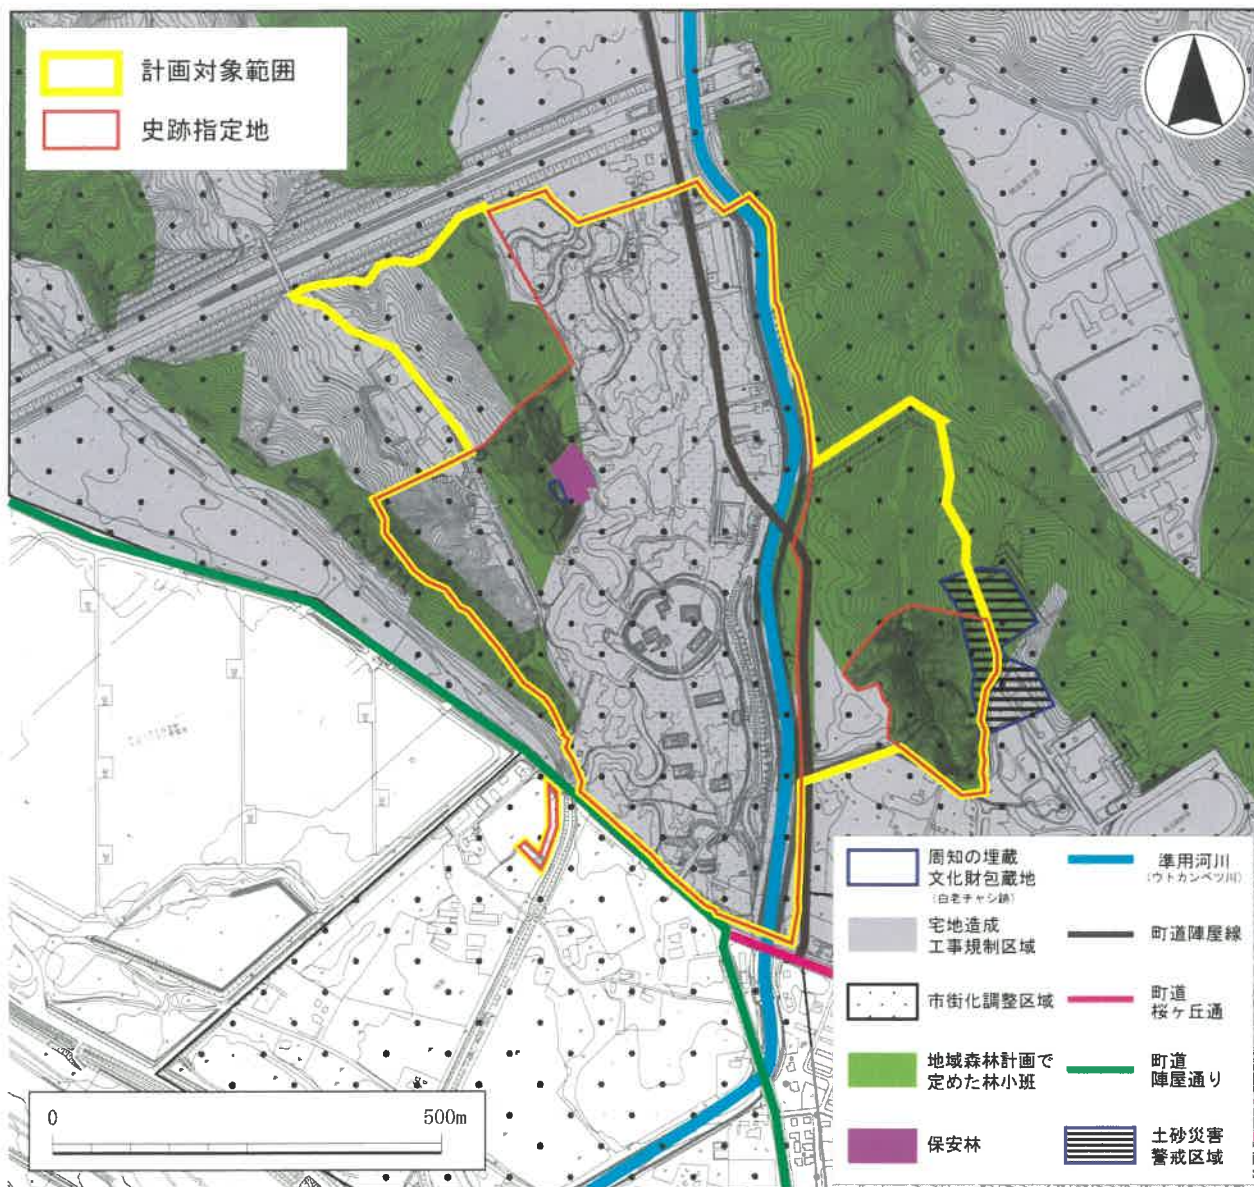 計画対象範囲
史跡指定地
周知の埋蔵
文化財包蔵地
(白老チャシ跡)
宅地造成
工事規制区域
市街化調整区域
地域森林計画で
定めた林小班
保安林
準用河川
(ウトカンベツ川)
町道陣屋線
町道
桜ヶ丘通
町道
陣屋通り
土砂災害
警戒区域
0
500m